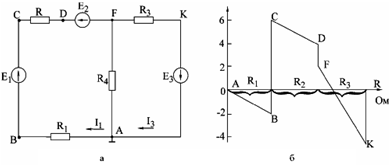 C R D E₂ F R₃ K
E₁ R₄ E₃
B R₁ I₁ A I₃
а
6
4
2
0
-2
-4
C
D
F
A R₁ R₂ R₃ R
Ом
B
K
б